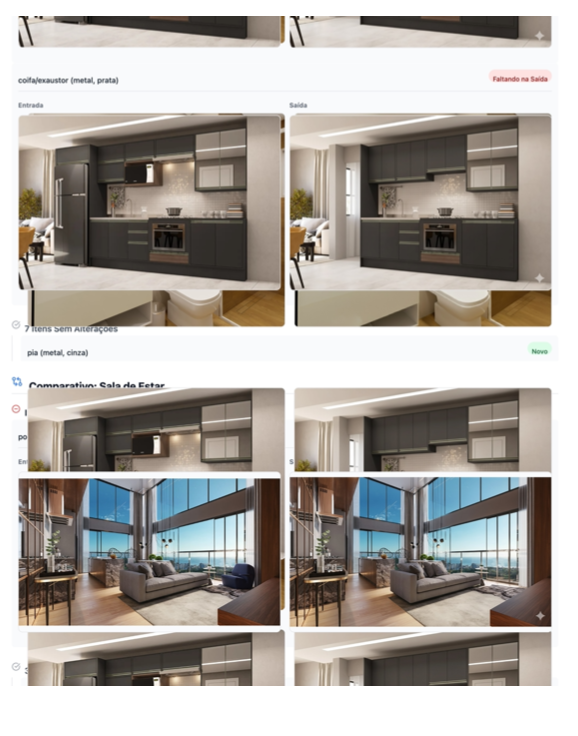 coifa/exaustor (metal, prata)
Faltando na Saída
Entrada
Saída
7 Itens Sem Alterações
pia (metal, cinza)
Novo
Comparativo: Sala de Estar
po
En
S